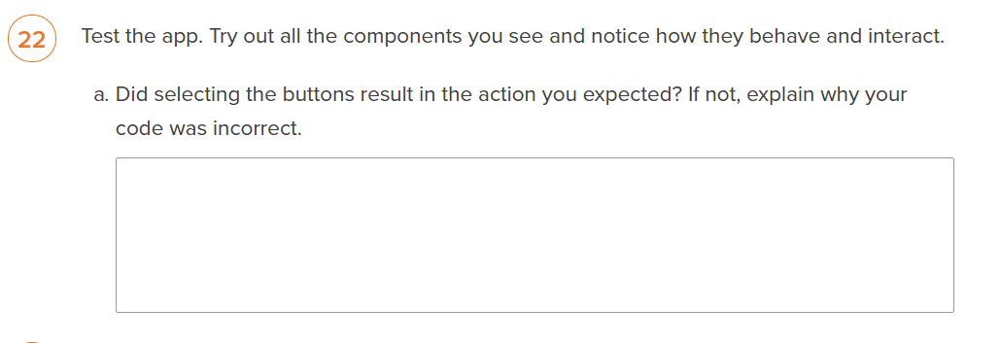 22
Test the app. Try out all the components you see and notice how they behave and interact.
a. Did selecting the buttons result in the action you expected? If not, explain why your
code was incorrect.